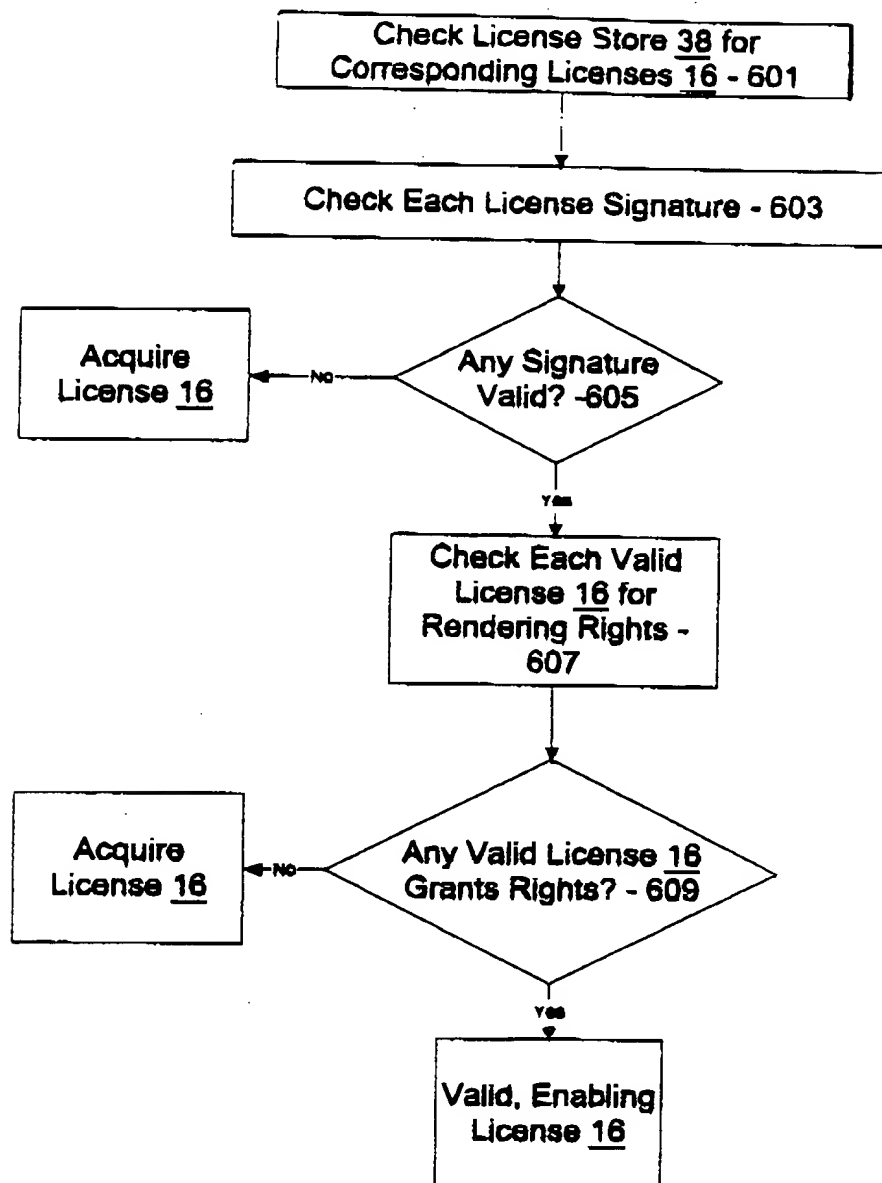 Check License Store 38 for
Corresponding Licenses 16 - 601
Check Each License Signature - 603
Any Signature
Valid? -605
No
Acquire
License 16
Yes
Check Each Valid
License 16 for
Rendering Rights -
607
Any Valid License 16
Grants Rights? - 609
No
Acquire
License 16
Yes
Valid, Enabling
License 16